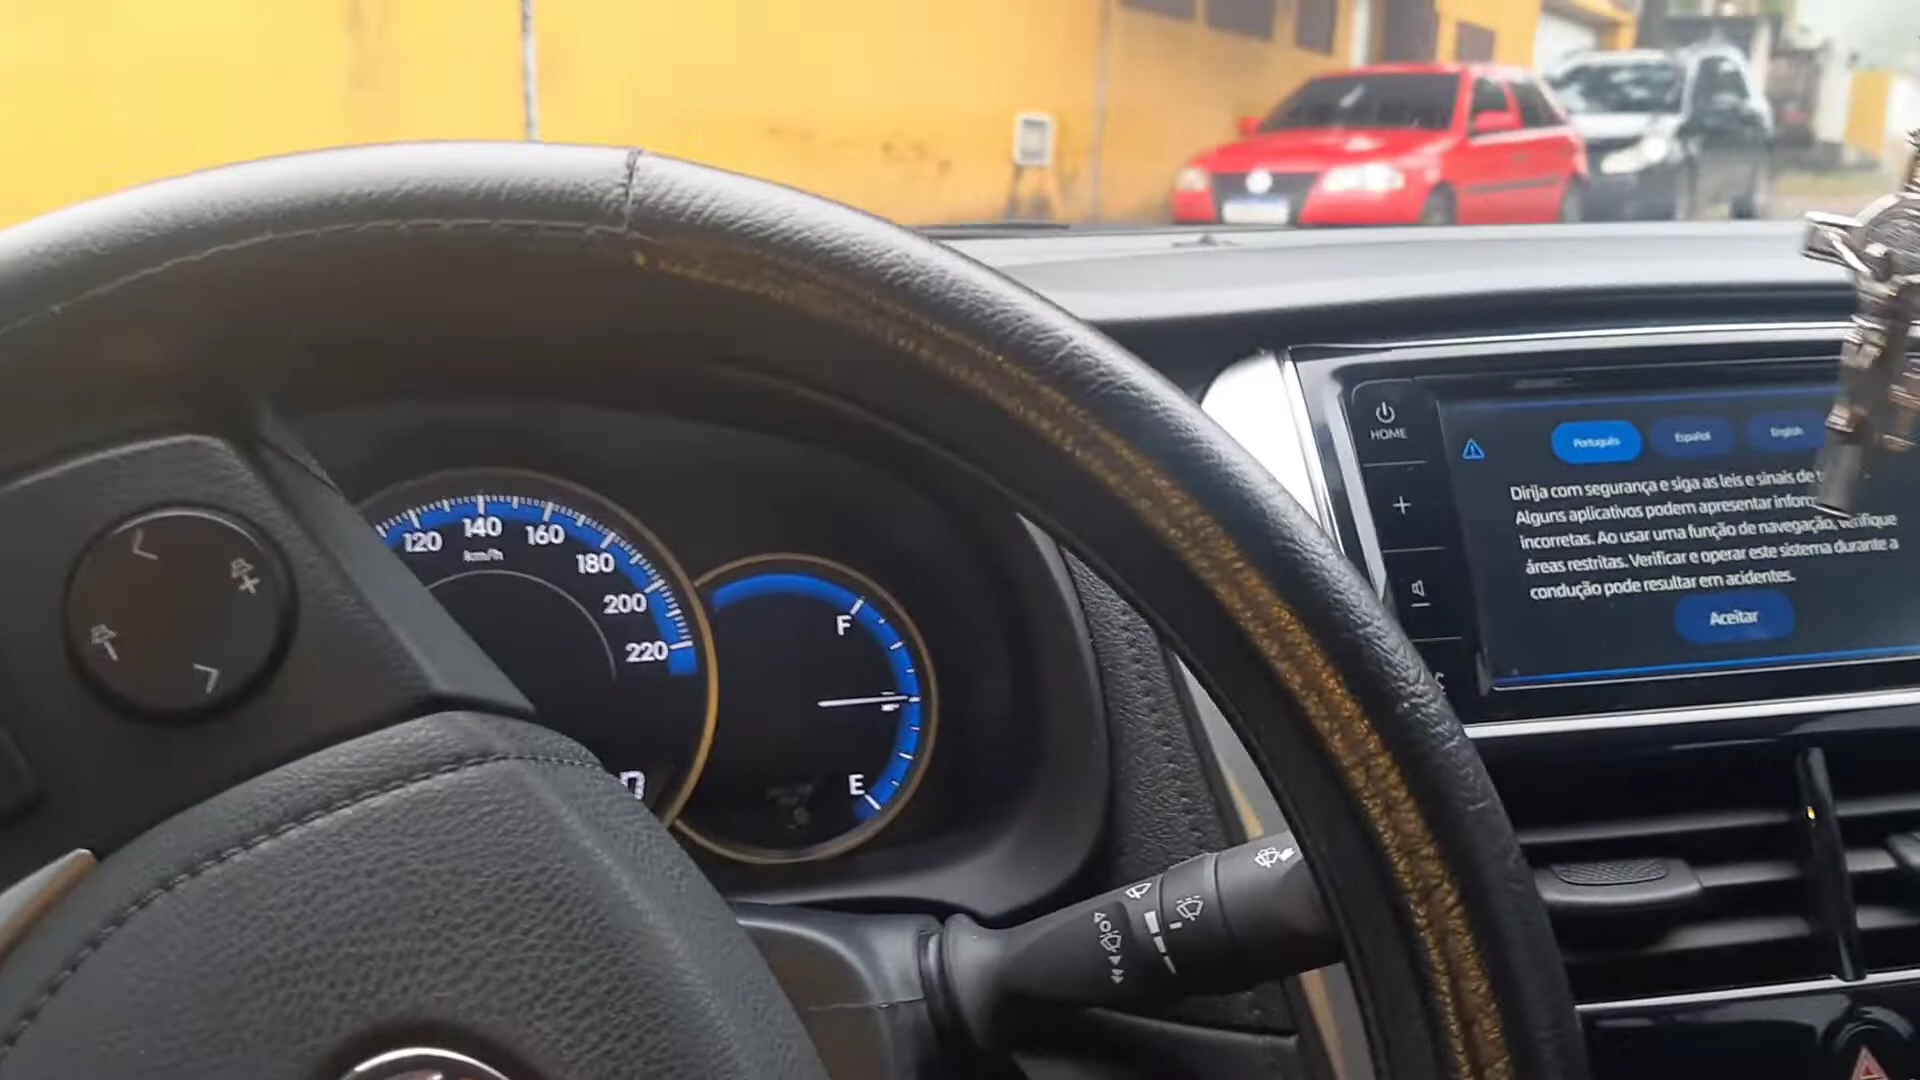 HOME
Português
Español
English
Dirija com segurança e siga as leis e sinais de
Alguns aplicativos podem apresentar
incorretas. Ao usar uma função de navegação, verifique
áreas restritas. Verificar e operar este sistema durante a
condução pode resultar em acidentes.
Aceitar
120
140
160
180
200
220
km/h
F
E